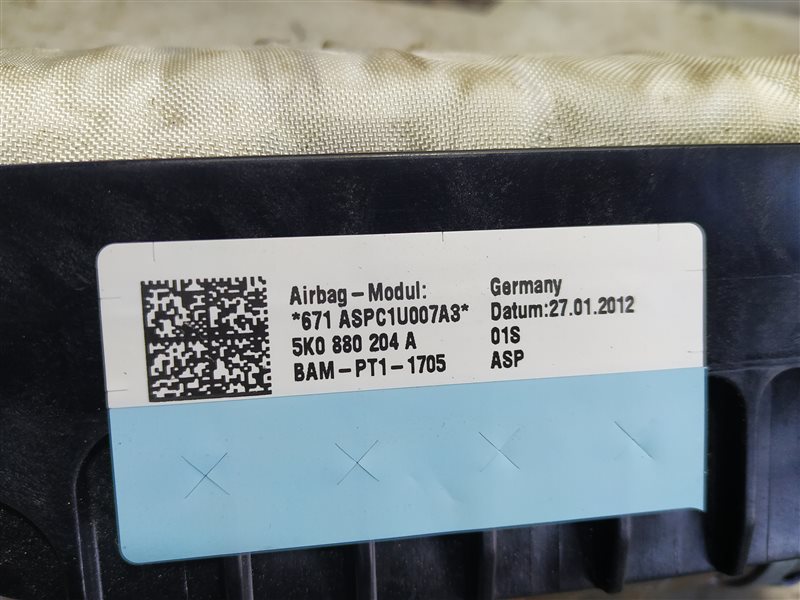 Airbag-Modul:
*671 ASPC1U007A3*
5K0 880 204 A
BAM-PT1-1705
Germany
Datum:27.01.2012
01S
ASP